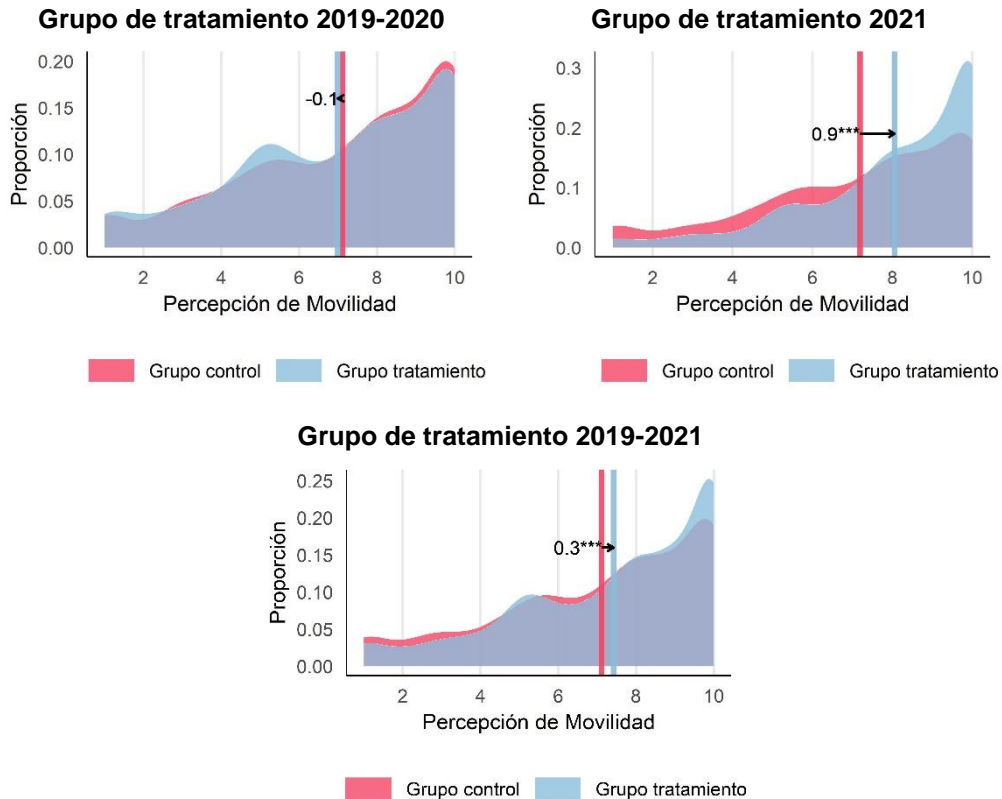 Grupo de tratamiento 2019-2020
0.20
0.15
0.10
0.05
0.00
Proporción
-0.1
2 4 6 8 10
Percepción de Movilidad
Grupo control Grupo tratamiento
Grupo de tratamiento 2021
0.3
0.2
0.1
0.0
Proporción
0.9***
2 4 6 8 10
Percepción de Movilidad
Grupo control Grupo tratamiento
Grupo de tratamiento 2019-2021
0.25
0.20
0.15
0.10
0.05
0.00
Proporción
0.3***
2 4 6 8 10
Percepción de Movilidad
Grupo control Grupo tratamiento